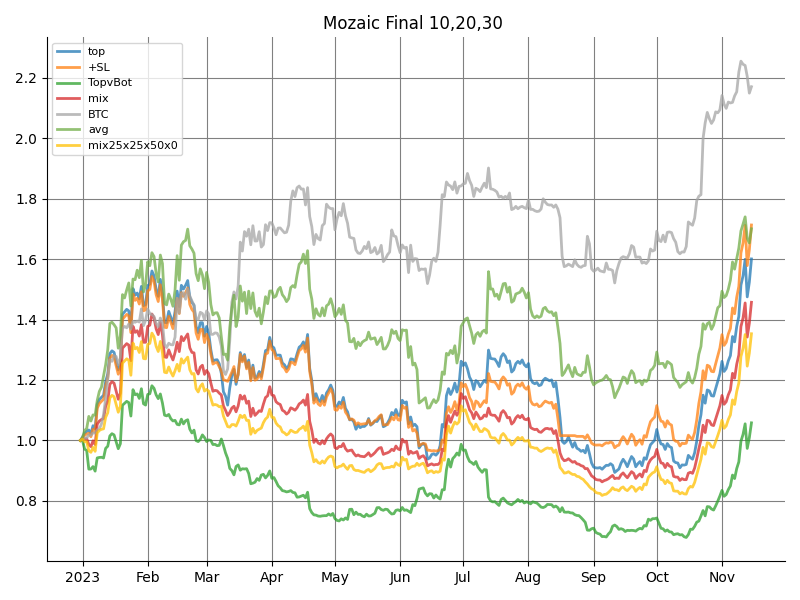 Mozaic Final 10,20,30
top
+SL
TopvBot
mix
BTC
avg
mix25x25x50x0
2.2
2.0
1.8
1.6
1.4
1.2
1.0
0.8
2023 Feb Mar Apr May Jun Jul Aug Sep Oct Nov